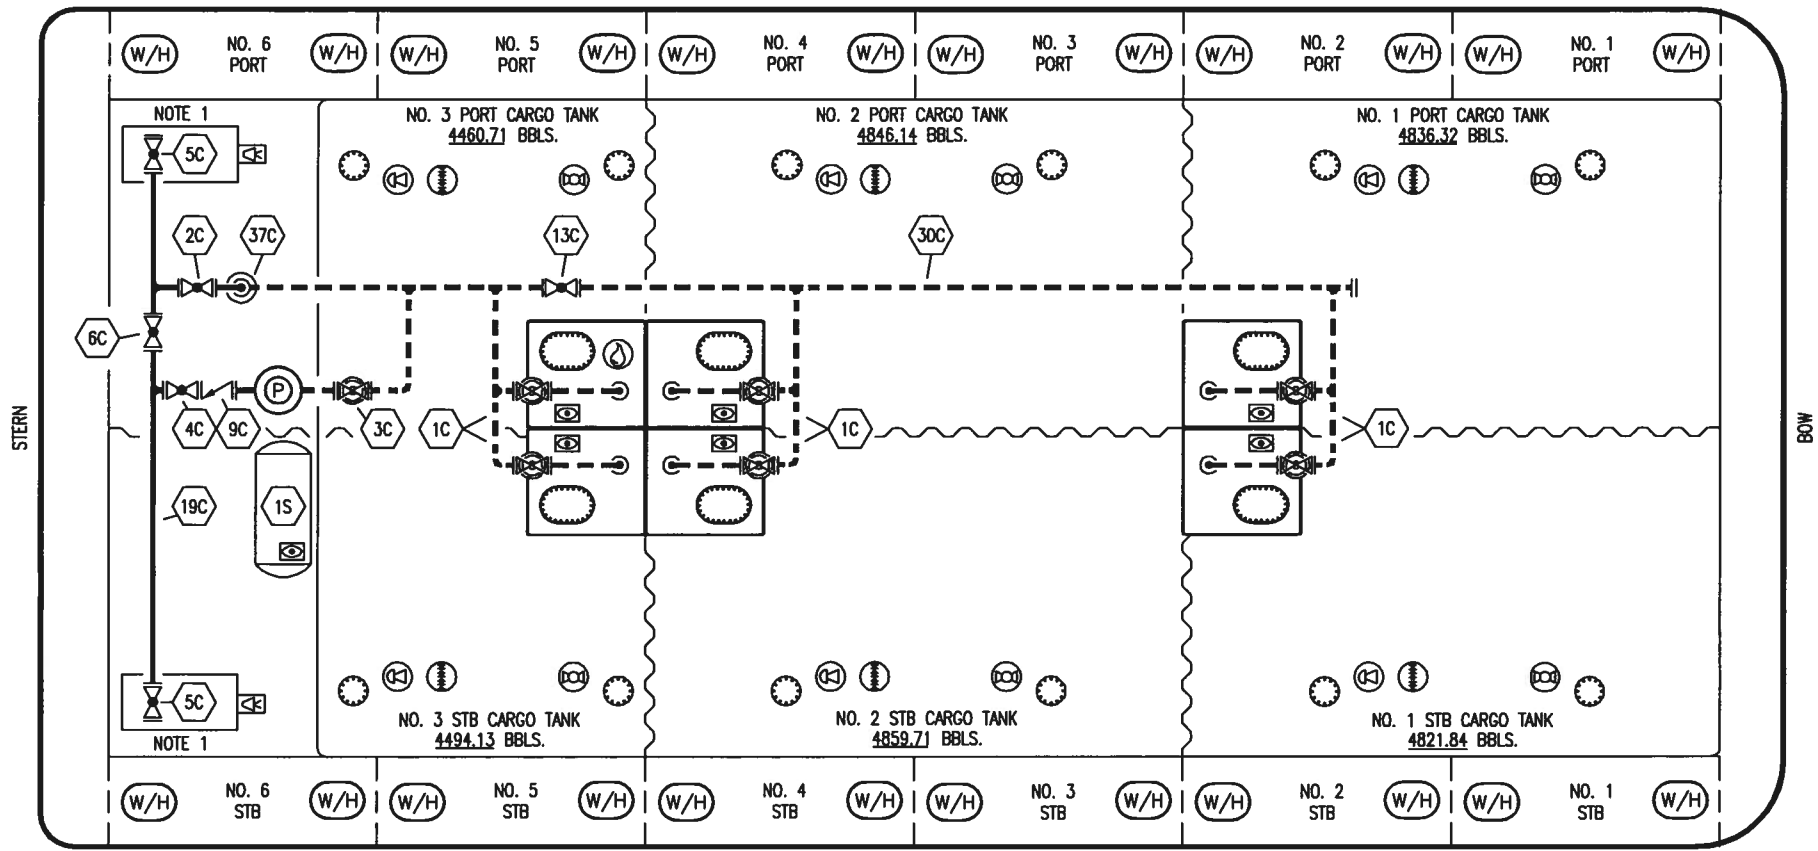 W/H
NO. 6
PORT
W/H
W/H
NO. 5
PORT
W/H
W/H
NO. 4
PORT
W/H
W/H
NO. 3
PORT
W/H
W/H
NO. 2
PORT
W/H
W/H
NO. 1
PORT
W/H
NOTE 1
5C
NO. 3 PORT CARGO TANK
4460.71 BBLS.
NO. 2 PORT CARGO TANK
4846.14 BBLS.
NO. 1 PORT CARGO TANK
4836.32 BBLS.
2C
37C
13C
30C
6C
P
4C
9C
3C
1C
1C
1C
STERN
BOW
19C
1S
5C
NOTE 1
NO. 3 STB CARGO TANK
4494.13 BBLS.
NO. 2 STB CARGO TANK
4859.71 BBLS.
NO. 1 STB CARGO TANK
4821.84 BBLS.
W/H
NO. 6
STB
W/H
W/H
NO. 5
STB
W/H
W/H
NO. 4
STB
W/H
W/H
NO. 3
STB
W/H
W/H
NO. 2
STB
W/H
W/H
NO. 1
STB
W/H